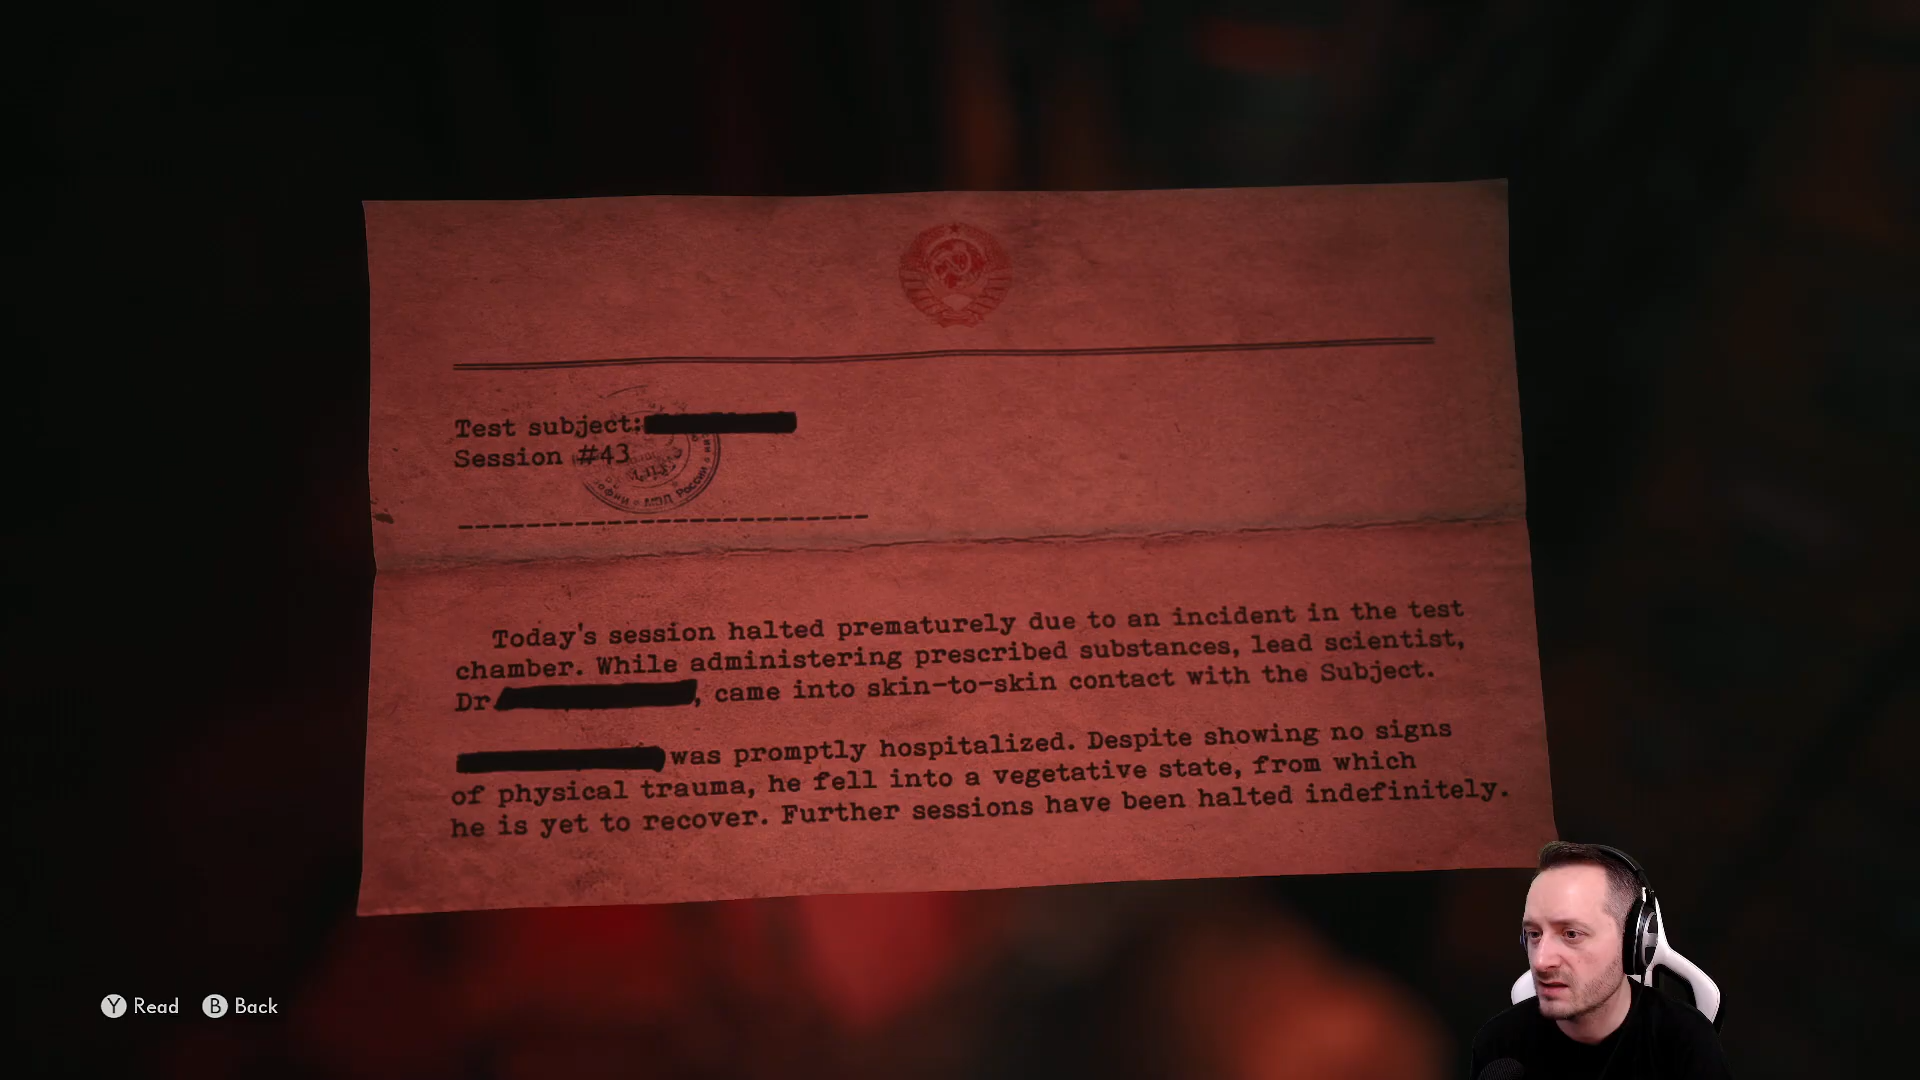 Test subject:
Session #43
МВД России
Today's session halted prematurely due to an incident in the test
chamber. While administering prescribed substances, lead scientist,
Dr , came into skin-to-skin contact with the Subject.
was promptly hospitalized. Despite showing no signs
of physical trauma, he fell into a vegetative state, from which
he is yet to recover. Further sessions have been halted indefinitely.
Y Read B Back